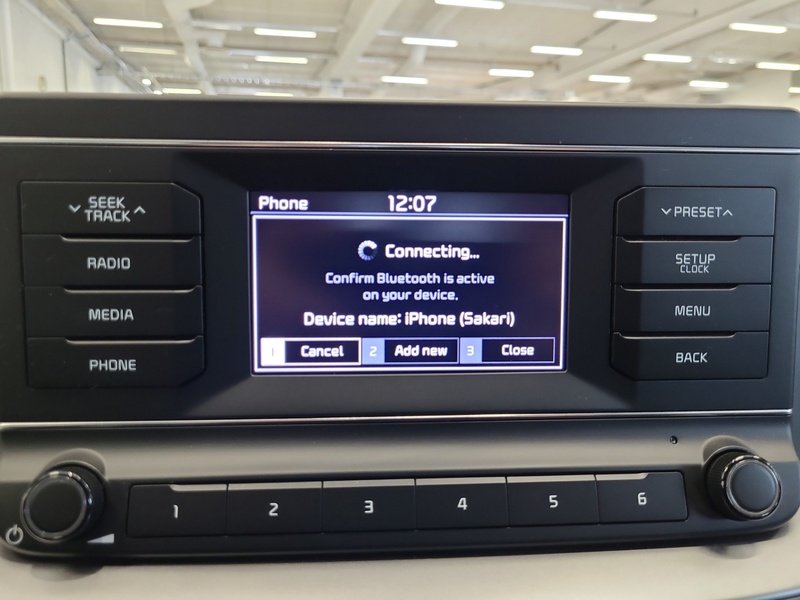 Phone 12:07
Connecting...
Confirm Bluetooth is active
on your device.
Device name: iPhone (Sakari)
1 Cancel 2 Add new 3 Close
SEEK
TRACK
RADIO
MEDIA
PHONE
PRESET
SETUP
CLOCK
MENU
BACK
1 2 3 4 5 6